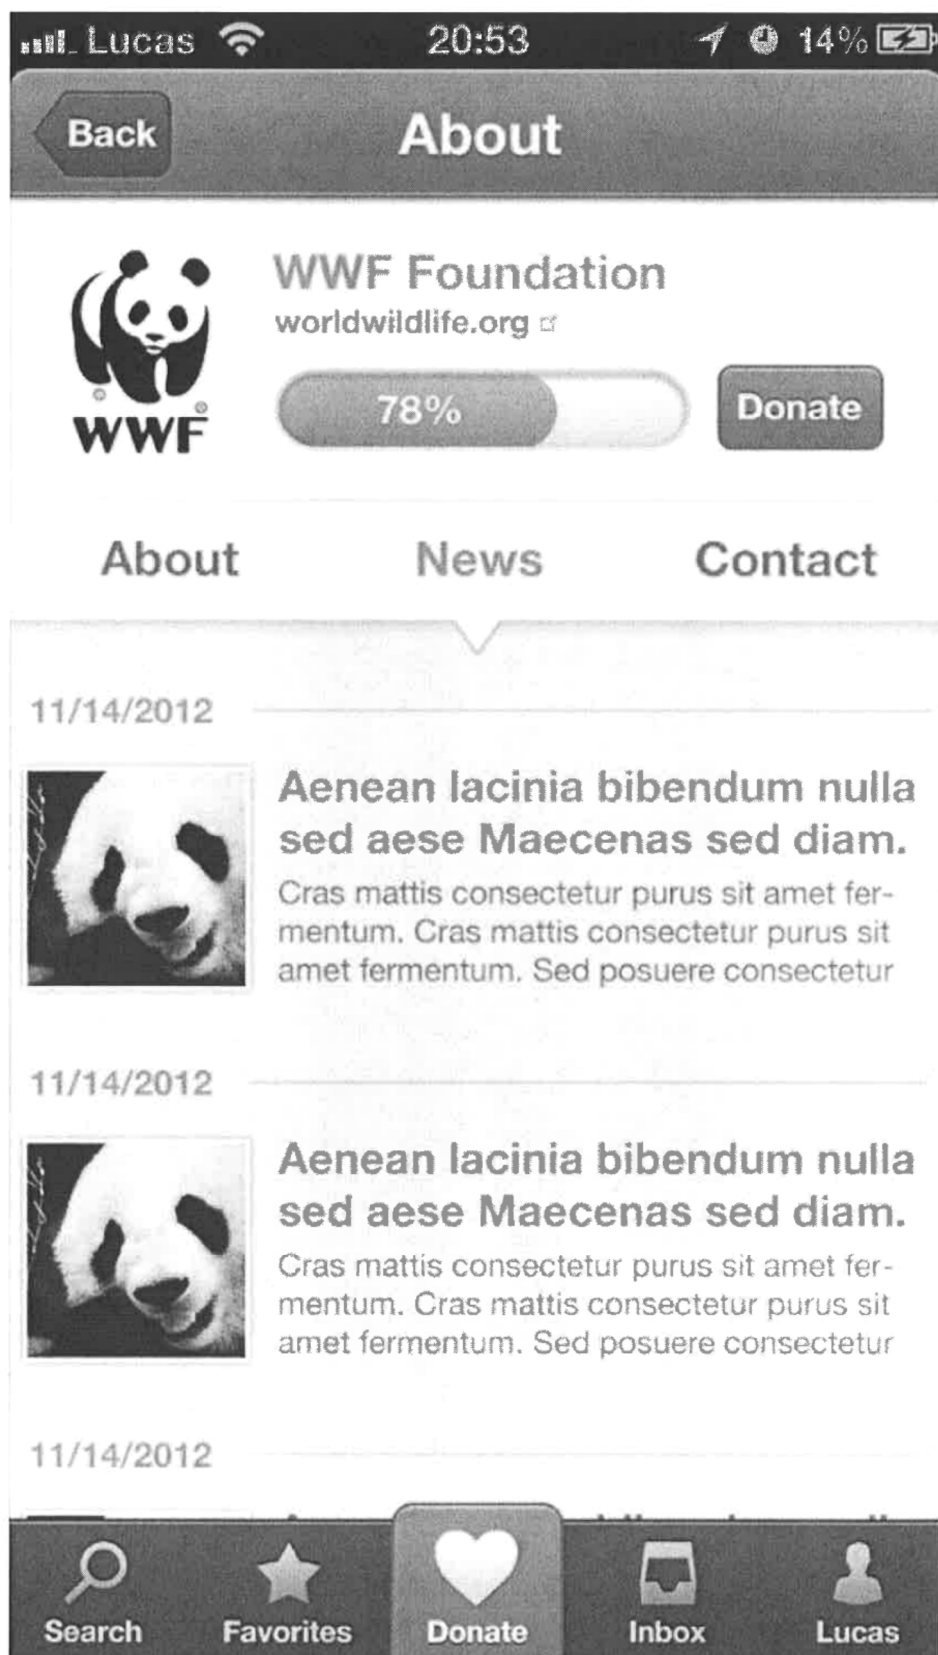 Lucas 20:53 14%
Back About
WWF Foundation
worldwildlife.org
78% Donate
WWF
About News Contact
11/14/2012
Aenean lacinia bibendum nulla
sed aese Maecenas sed diam.
Cras mattis consectetur purus sit amet fer-
mentum. Cras mattis consectetur purus sit
amet fermentum. Sed posuere consectetur
11/14/2012
Aenean lacinia bibendum nulla
sed aese Maecenas sed diam.
Cras mattis consectetur purus sit amet fer-
mentum. Cras mattis consectetur purus sit
amet fermentum. Sed posuere consectetur
11/14/2012
Search Favorites Donate Inbox Lucas